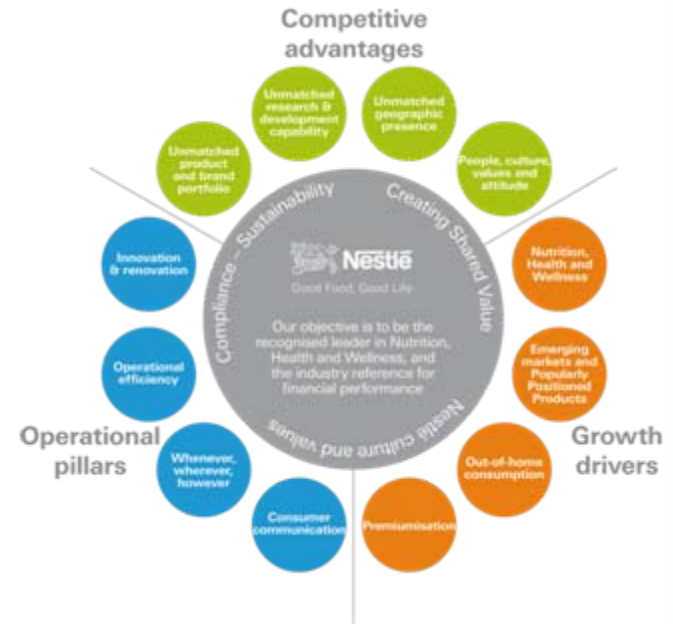 Competitive
advantages
Unmatched
product
and brand
portfolio
Unmatched
research &
development
capability
Unmatched
geographic
presence
People, culture,
values and
attitude
Innovation
& renovation
Operational
efficiency
Whenever,
wherever,
however
Consumer
communication
Operational
pillars
Nutrition,
Health and
Wellness
Emerging
markets and
Popularly
Positioned
Products
Out-of-home
consumption
Premiumisation
Growth
drivers
Compliance – Sustainability
Creating Shared Value
Nestlé culture and values
Nestlé
Good Food, Good Life
Our objective is to be the
recognised leader in Nutrition,
Health and Wellness, and
the industry reference for
financial performance